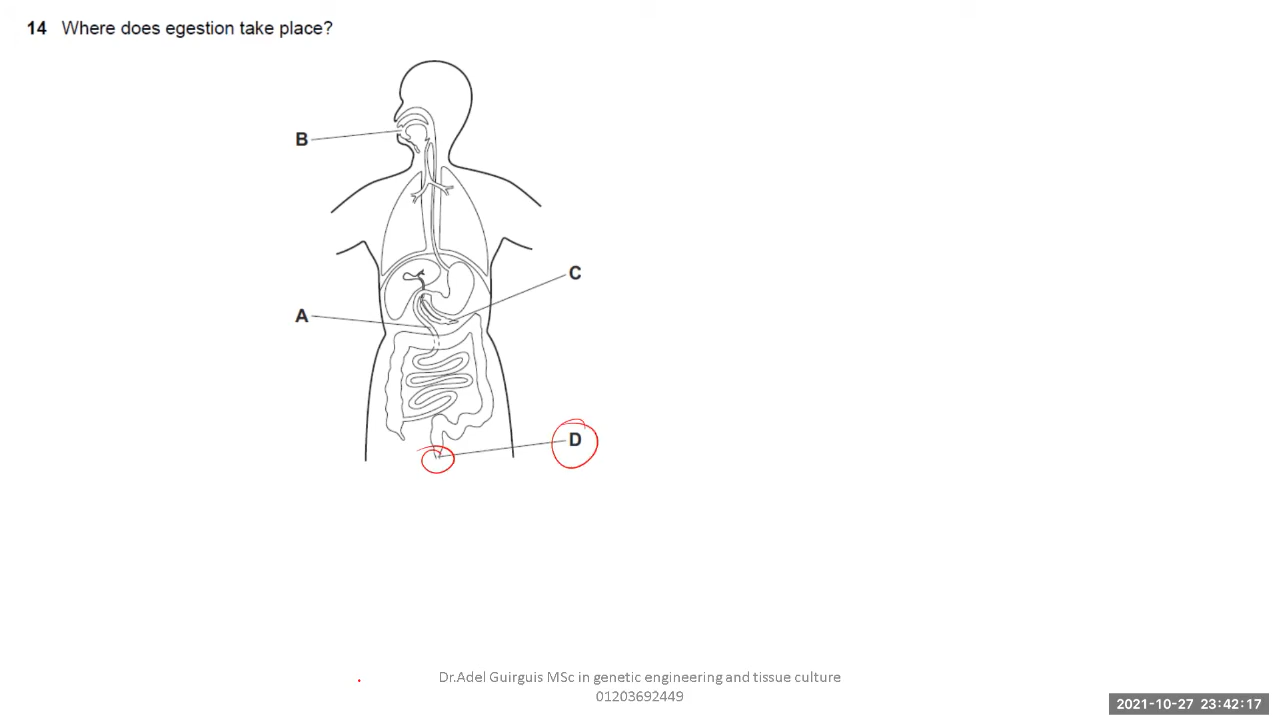 14 Where does egestion take place?
B
C
A
D
Dr.Adel Guirguis MSc in genetic engineering and tissue culture
01203692449
2021-10-27 23:42:17